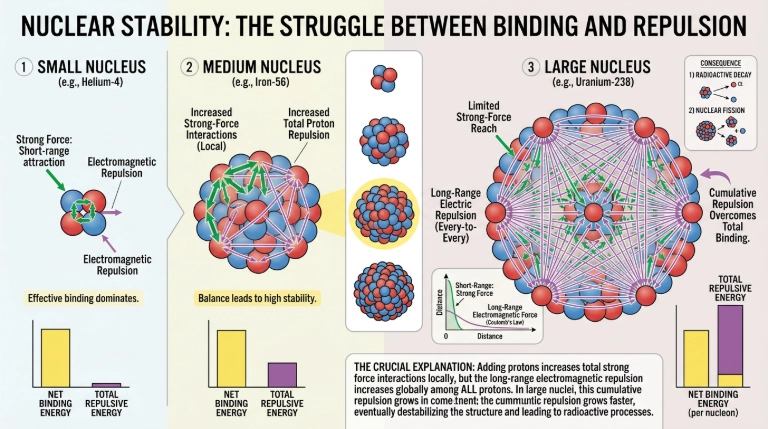 NUCLEAR STABILITY: THE STRUGGLE BETWEEN BINDING AND REPULSION
1 SMALL NUCLEUS
(e.g., Helium-4)
Strong Force:
Short-range
attraction
Electromagnetic
Repulsion
Electromagnetic
Repulsion
Effective binding dominates.
NET
BINDING
ENERGY
TOTAL
REPULSIVE
ENERGY
2 MEDIUM NUCLEUS
(e.g., Iron-56)
Increased
Strong-Force
Interactions
(Local)
Increased
Total Proton
Repulsion
Balance leads to high stability.
NET
BINDING
ENERGY
TOTAL
REPULSIVE
ENERGY
3 LARGE NUCLEUS
(e.g., Uranium-238)
Limited
Strong-Force
Reach
Long-Range
Electric
Repulsion
(Every-to-
Every)
CONSEQUENCE
1) RADIOACTIVE DECAY
α
2) NUCLEAR FISSION
+
Cumulative
Repulsion
Overcomes
Total Binding.
Distance
Short-Range:
Strong Force
Long-Range
Electromagnetic Force
(Coulomb's Law)
0
Distance
TOTAL
REPULSIVE
ENERGY
NET BINDING
ENERGY
(per nucleon)
THE CRUCIAL EXPLANATION: Adding protons increases total strong
force interactions locally, but the long-range electromagnetic repulsion
increases globally among ALL protons. In large nuclei, this cumulative
repulsion grows in come tnent; the cummuntic repulsion grows faster,
eventually destabilizing the structure and leading to radioactive processes.